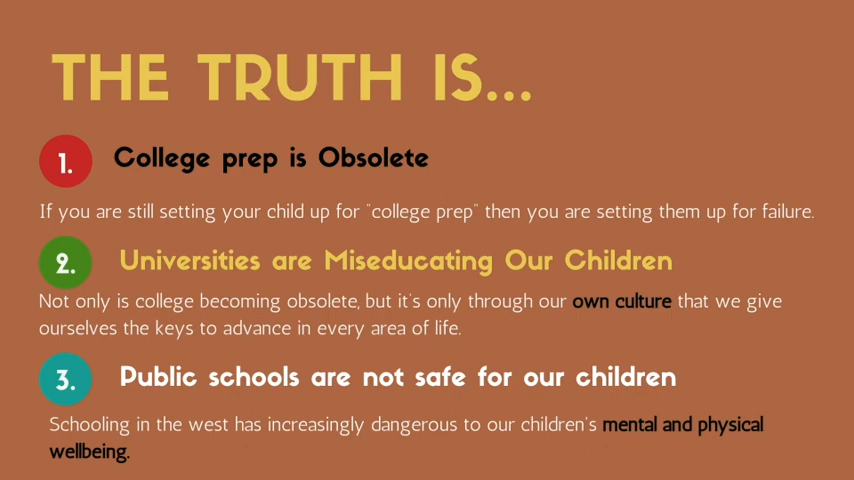 THE TRUTH IS...
1. College prep is Obsolete
If you are still setting your child up for "college prep" then you are setting them up for failure.
2. Universities are Miseducating Our Children
Not only is college becoming obsolete, but it's only through our own culture that we give
ourselves the keys to advance in every area of life.
3. Public schools are not safe for our children
Schooling in the west has increasingly dangerous to our children's mental and physical
wellbeing.